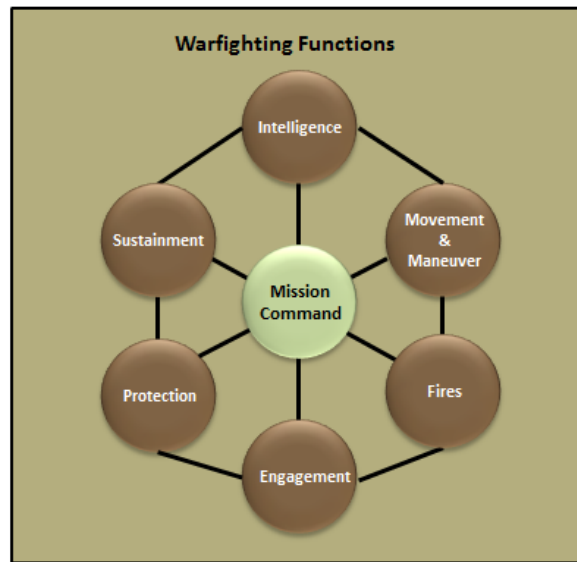 Warfighting Functions
Intelligence
Sustainment
Movement
&
Maneuver
Mission
Command
Protection
Fires
Engagement